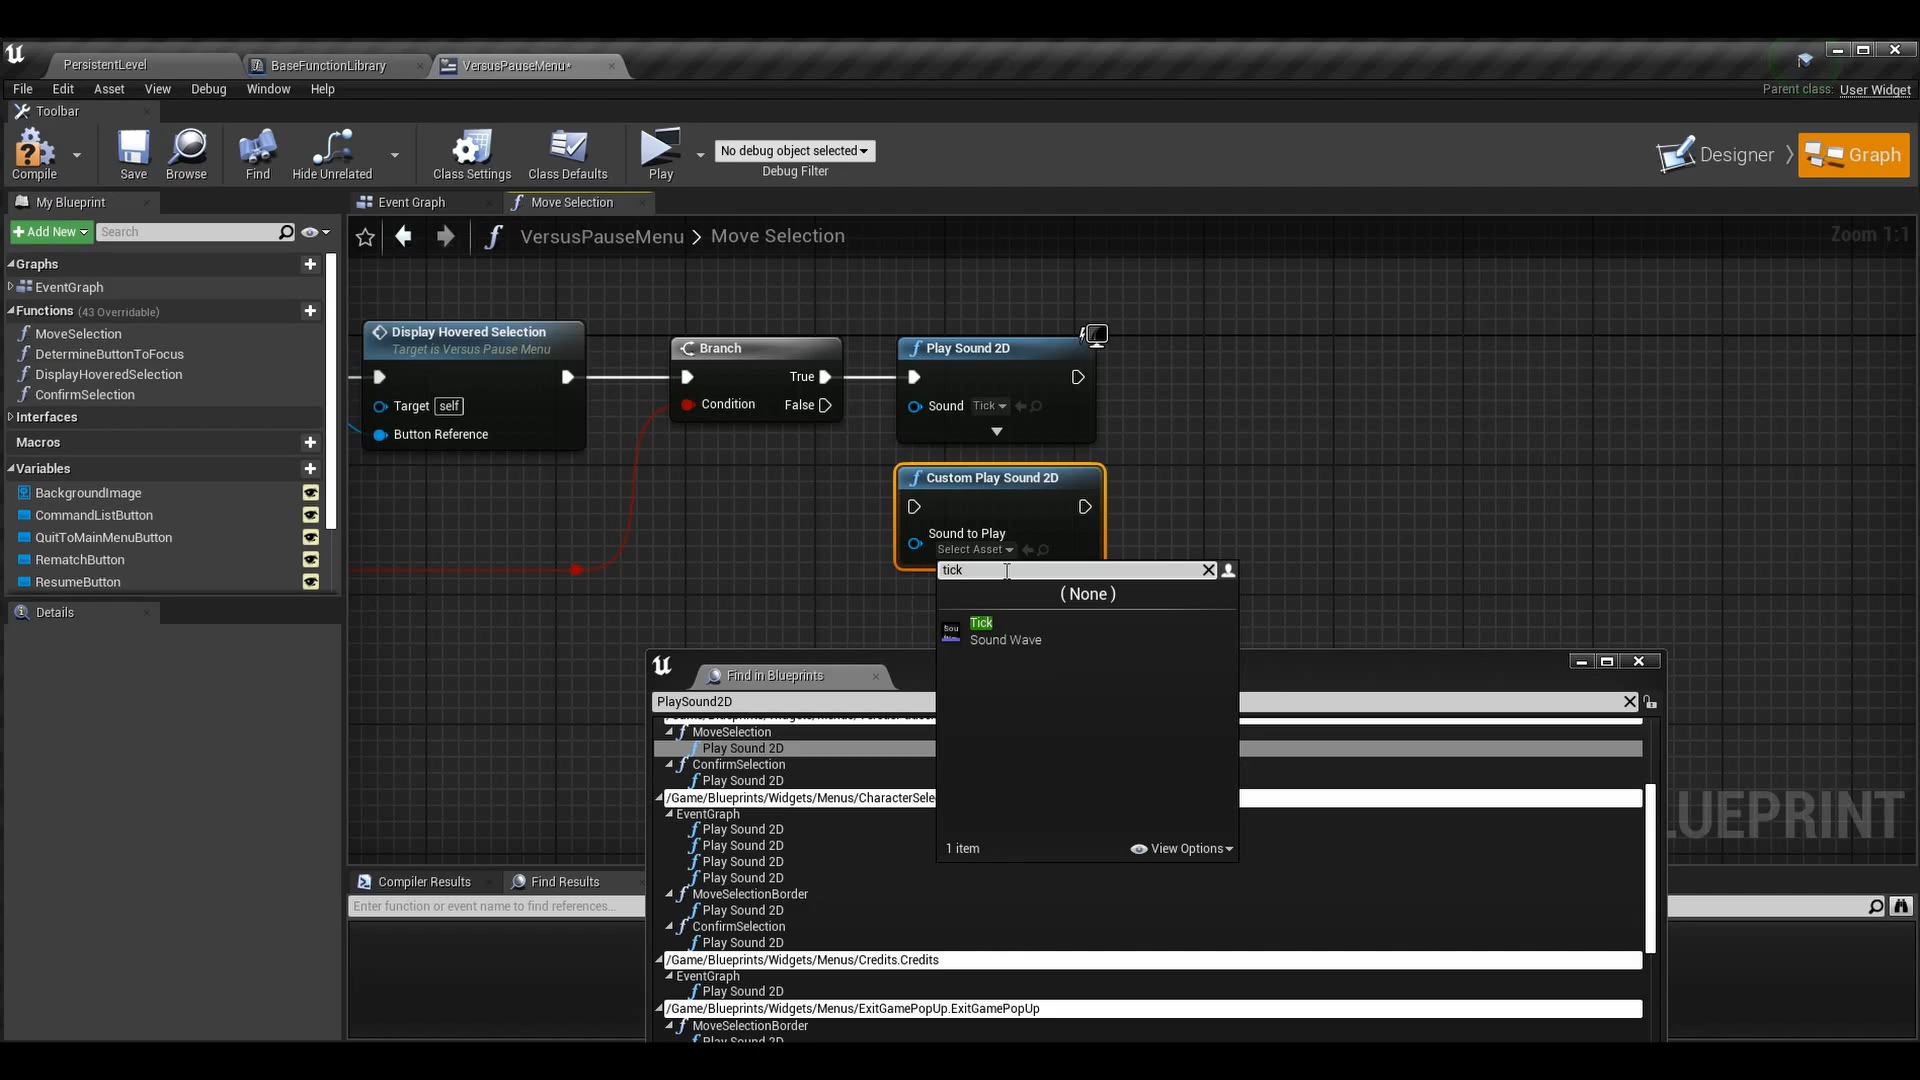 PersistentLevel
BaseFunctionLibrary
VersusPauseMenu*
File Edit Asset View Debug Window Help
Parent class: User Widget
Toolbar
Compile
Save
Browse
Find
Hide Unrelated
Class Settings
Class Defaults
Play
No debug object selected
Debug Filter
Designer
Graph
My Blueprint
Event Graph
Move Selection
Add New
Search
VersusPauseMenu > Move Selection
Zoom 1:1
Graphs
EventGraph
Functions (43 Overridable)
MoveSelection
DetermineButtonToFocus
DisplayHoveredSelection
ConfirmSelection
Interfaces
Macros
Variables
BackgroundImage
CommandListButton
QuitToMainMenuButton
RematchButton
ResumeButton
Details
Display Hovered Selection
Target is Versus Pause Menu
Target self
Button Reference
Branch
True
Condition
False
Play Sound 2D
Sound Tick
Custom Play Sound 2D
Sound to Play
Select Asset
tick
( None )
Tick
Sound Wave
1 item
View Options
Find in Blueprints
PlaySound2D
MoveSelection
Play Sound 2D
ConfirmSelection
Play Sound 2D
/Game/Blueprints/Widgets/Menus/CharacterSele
EventGraph
Play Sound 2D
Play Sound 2D
Play Sound 2D
Play Sound 2D
MoveSelectionBorder
Play Sound 2D
ConfirmSelection
Play Sound 2D
/Game/Blueprints/Widgets/Menus/Credits.Credits
EventGraph
Play Sound 2D
/Game/Blueprints/Widgets/Menus/ExitGamePopUp.ExitGamePopUp
MoveSelectionBorder
Play Sound 2D
LUEPRINT
Compiler Results
Find Results
Enter function or event name to find references...